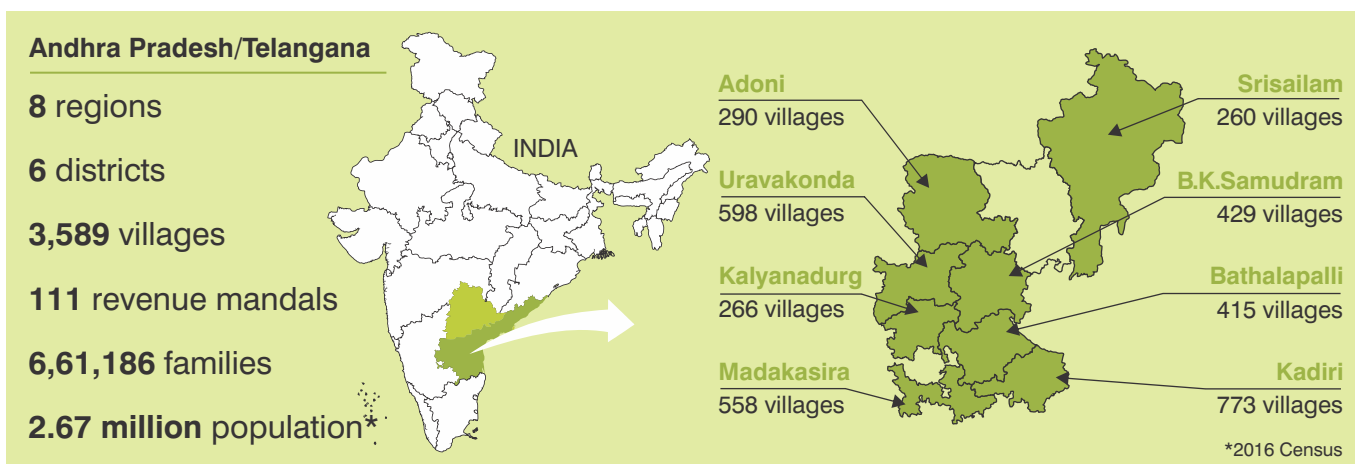 Andhra Pradesh/Telangana
8 regions
6 districts
3,589 villages
111 revenue mandals
6,61,186 families
2.67 million population*
INDIA
Adoni
290 villages
Uravakonda
598 villages
Kalyanadurg
266 villages
Madakasira
558 villages
Srisailam
260 villages
B.K.Samudram
429 villages
Bathalapalli
415 villages
Kadiri
773 villages
*2016 Census